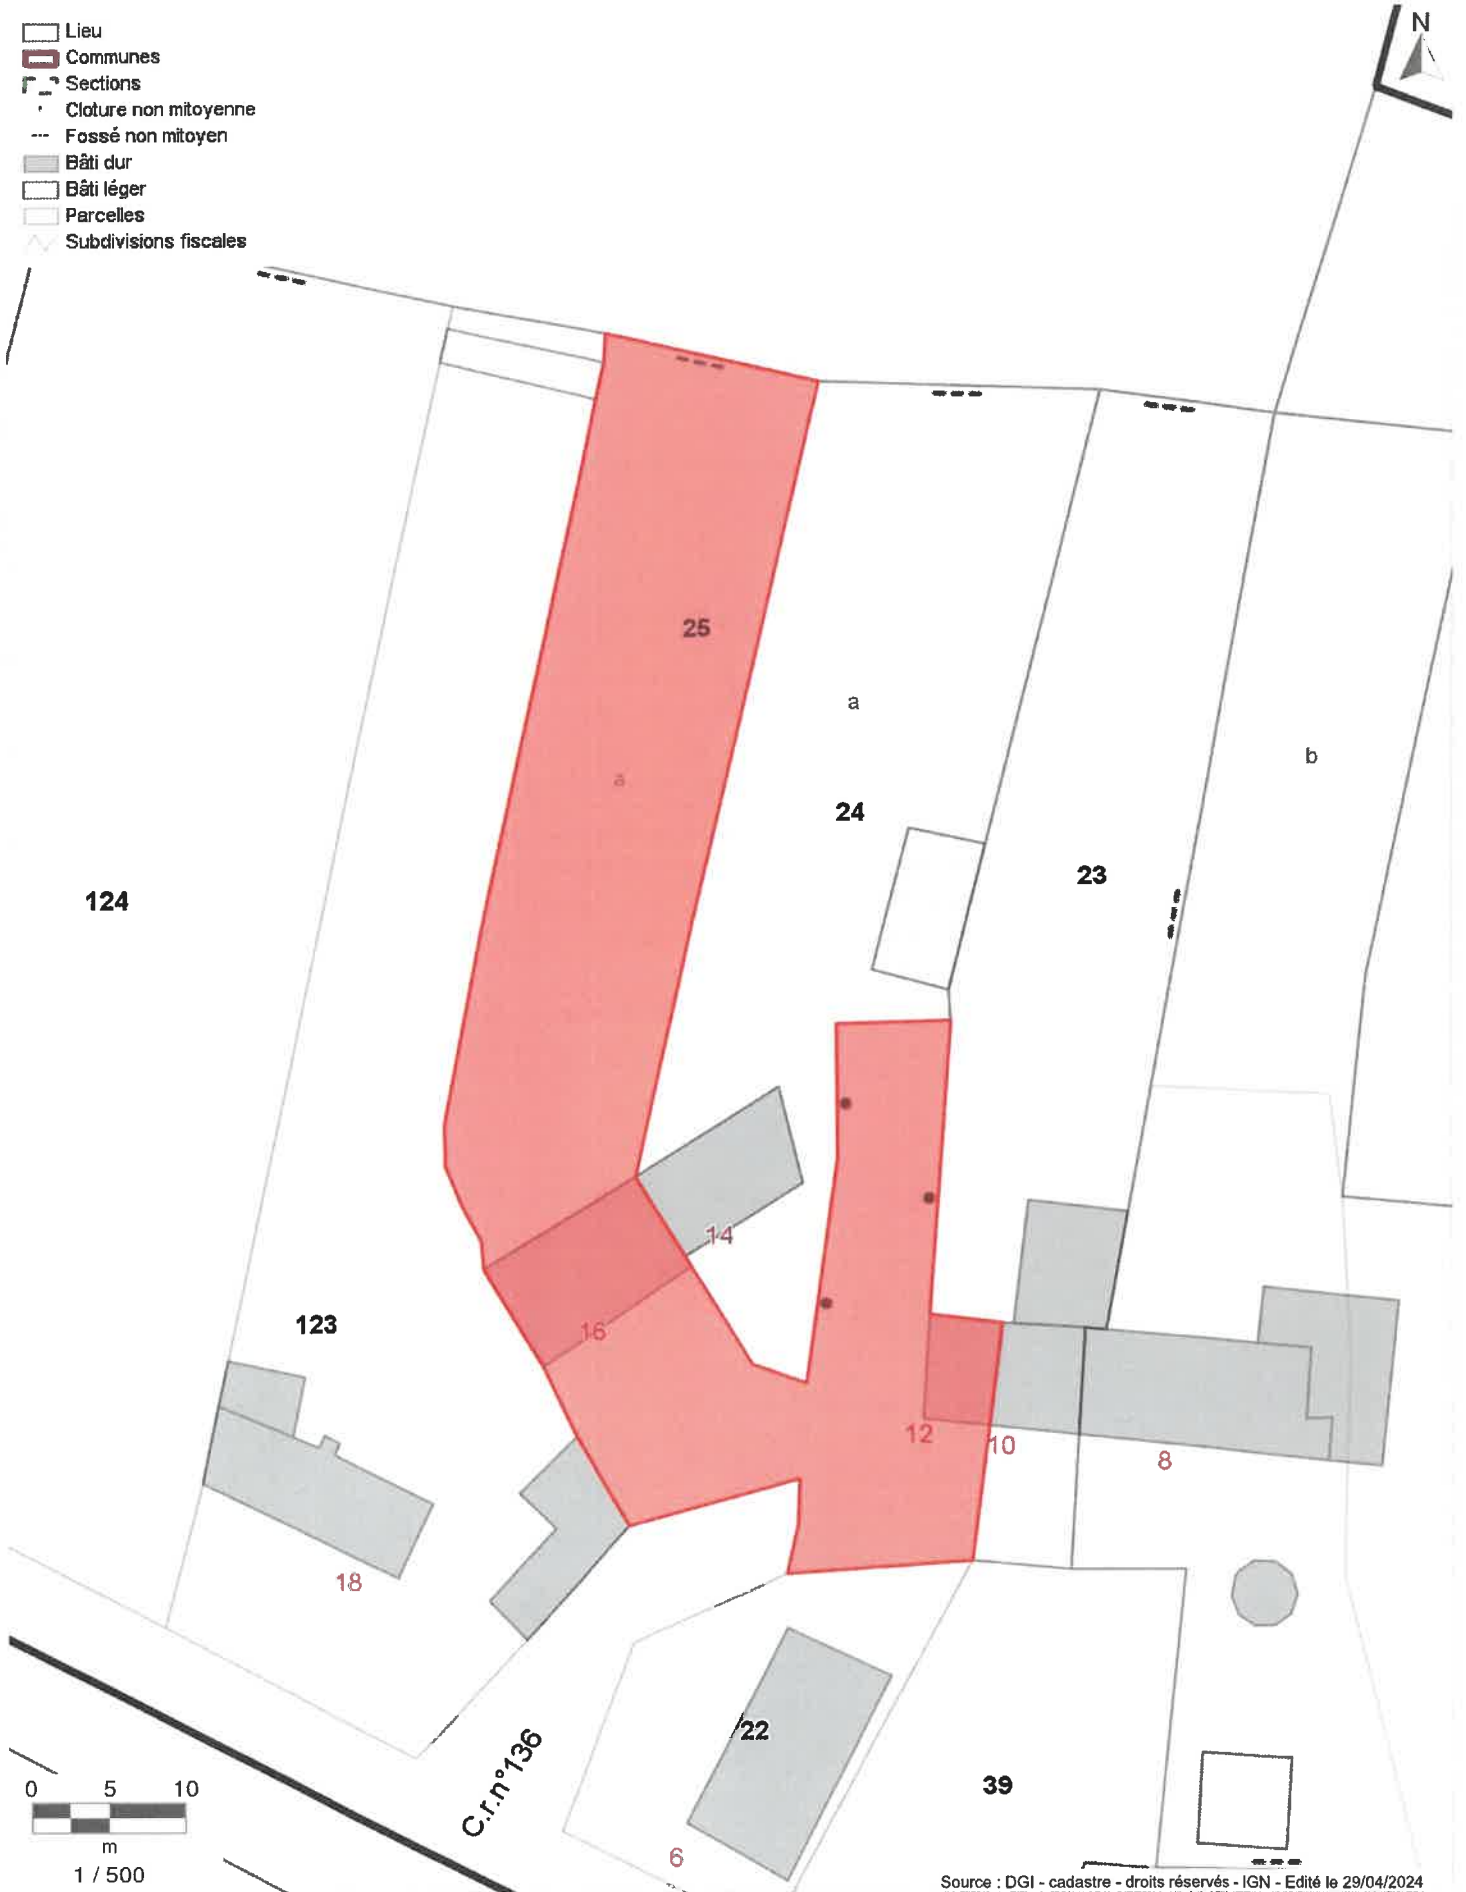 Lieu
Communes
Sections
Cloture non mitoyenne
Fossé non mitoyen
Bâti dur
Bâti léger
Parcelles
Subdivisions fiscales
N
25
a
a
24
b
23
124
14
16
123
12
10
8
18
22
C.r.n°136
39
6
0 5 10
m
1 / 500
Source : DGI - cadastre - droits réservés - IGN - Edité le 29/04/2024